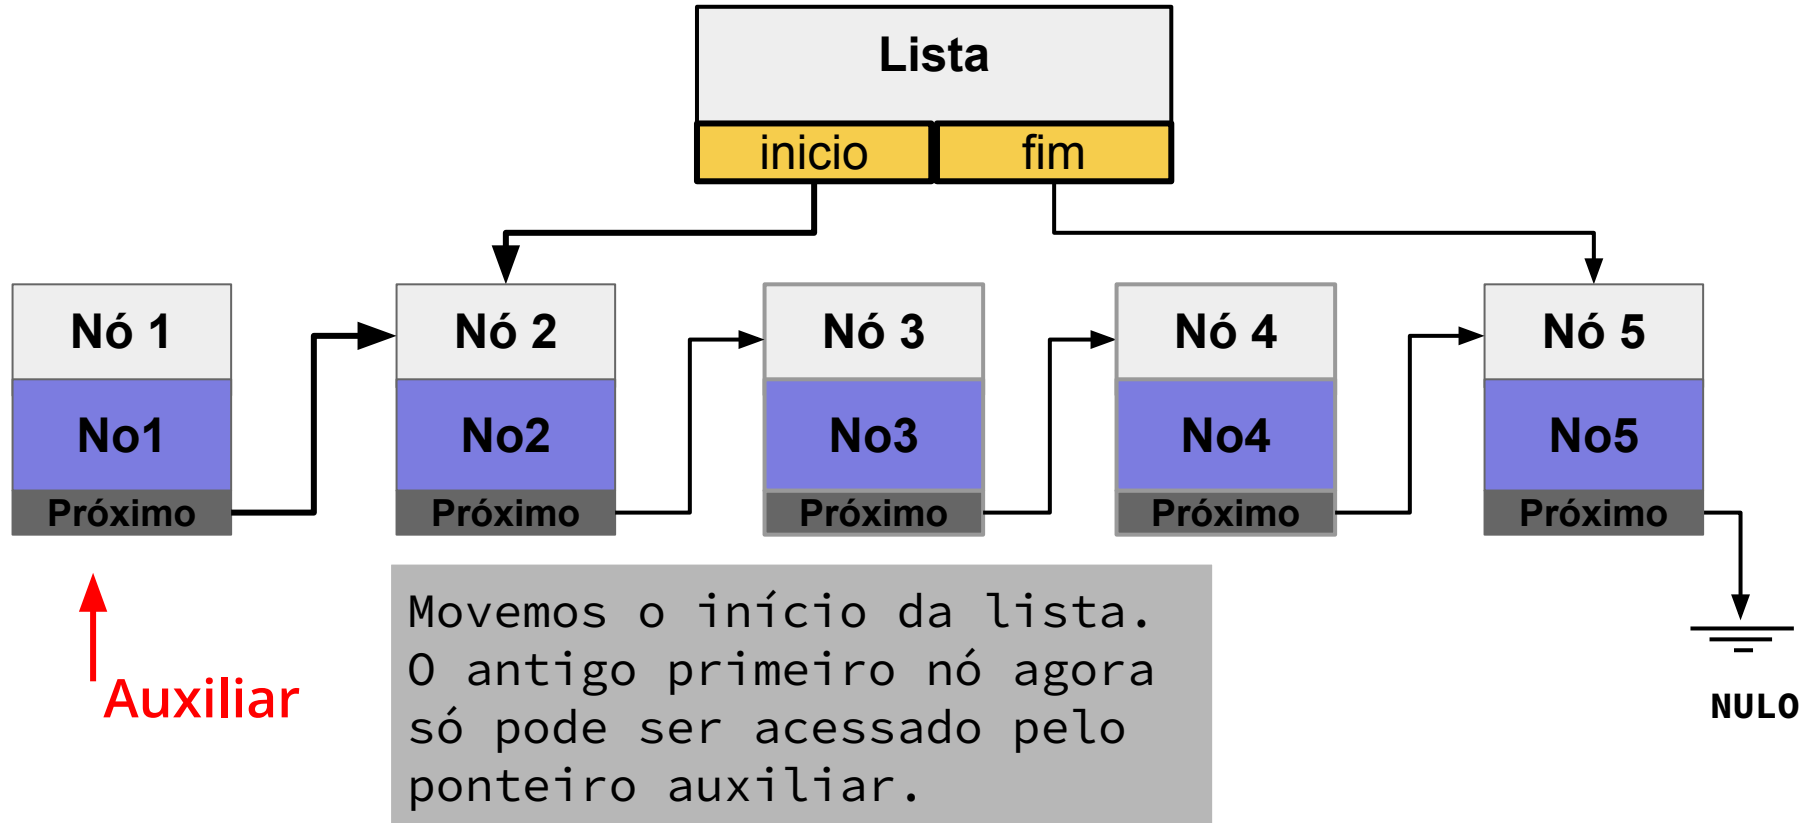 Lista
inicio
fim
Nó 1
Nó 2
Nó 3
Nó 4
Nó 5
No1
No2
No3
No4
No5
Próximo
Próximo
Próximo
Próximo
Próximo
Auxiliar
Movemos o início da lista.
O antigo primeiro nó agora
só pode ser acessado pelo
ponteiro auxiliar.
NULO